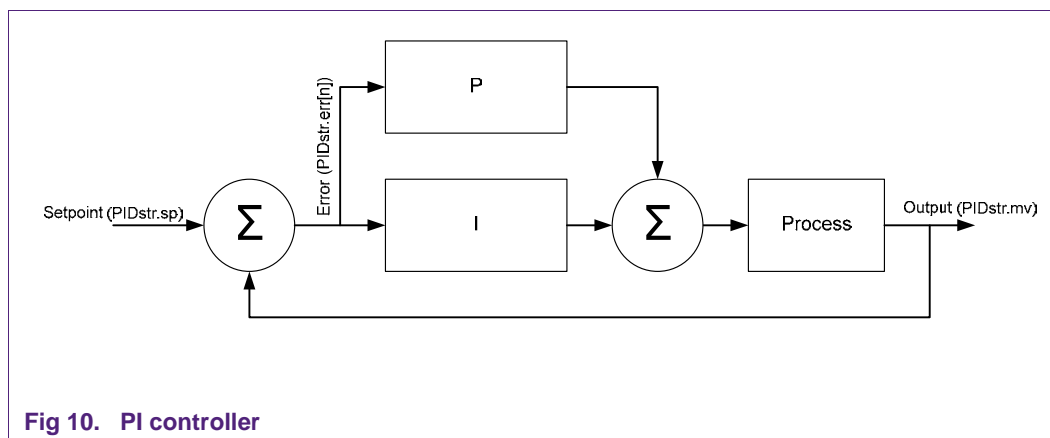 P
Error (PIDstr.err[n])
Setpoint (PIDstr.sp)
Σ
I
Σ
Process
Output (PIDstr.mv)
Fig 10. PI controller